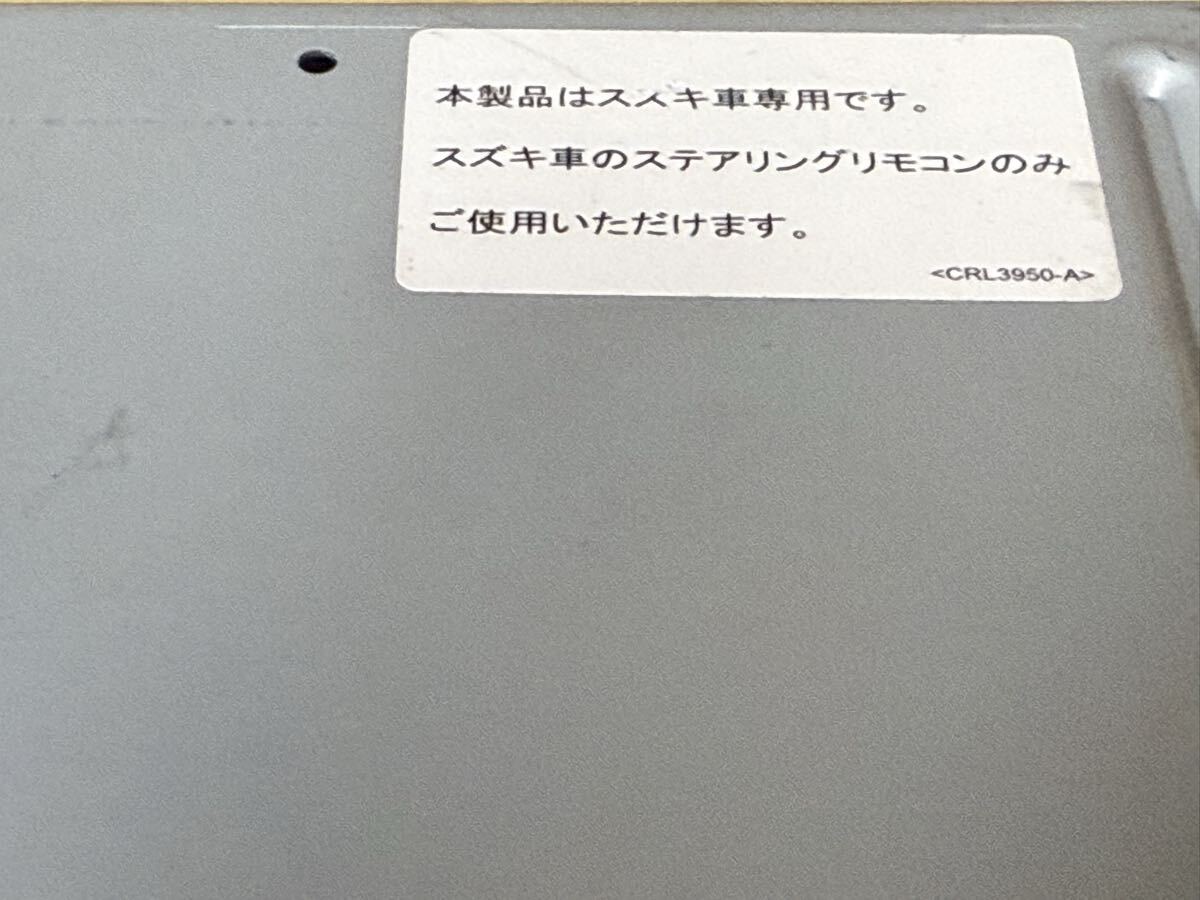 本製品はスズキ車専用です。
スズキ車のステアリングリモコンのみ
ご使用いただけます。
<CRL3950-A>